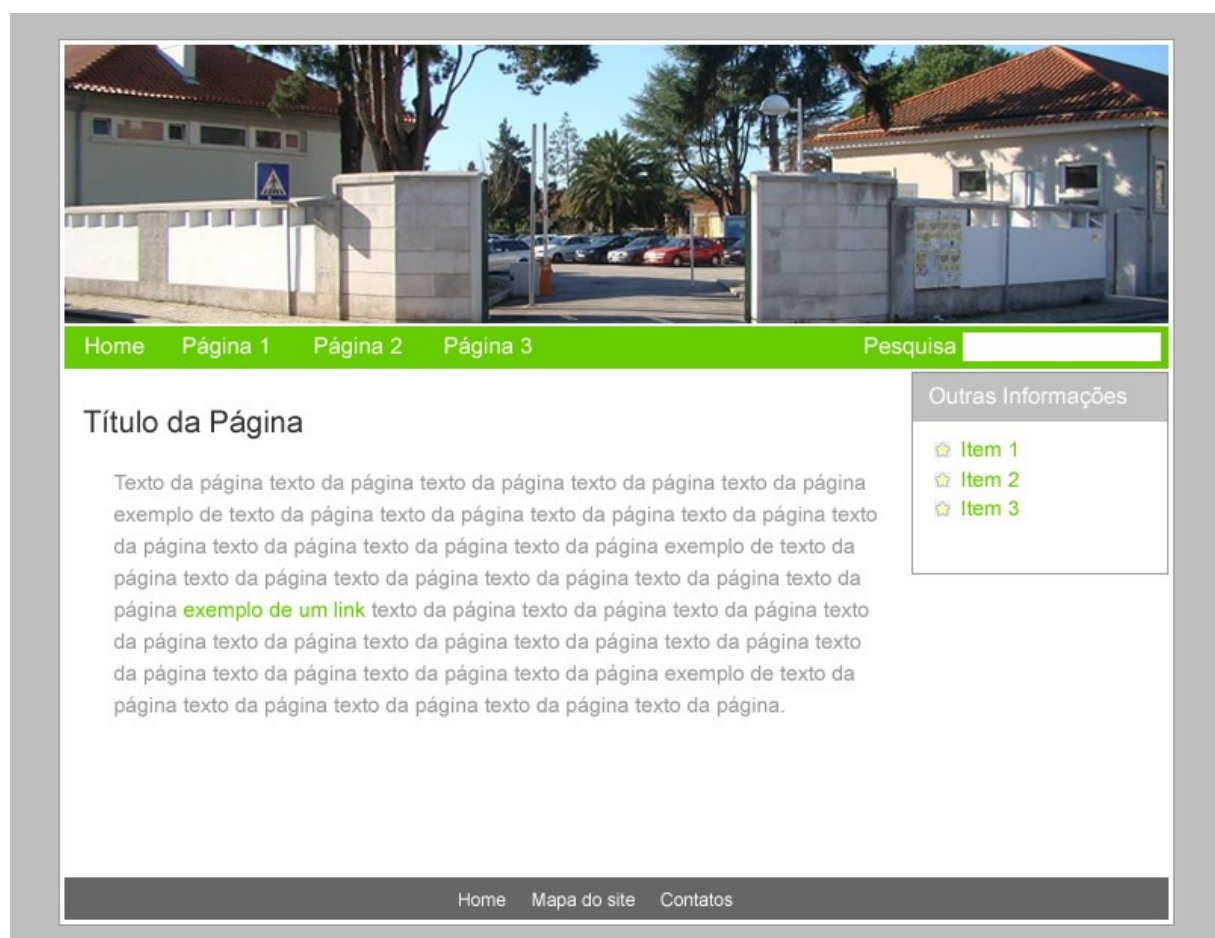 Home Página 1 Página 2 Página 3 Pesquisa
Outras Informações
Item 1
Item 2
Item 3
Título da Página
Texto da página texto da página texto da página texto da página texto da página
exemplo de texto da página texto da página texto da página texto da página texto
da página texto da página texto da página texto da página exemplo de texto da
página texto da página texto da página texto da página texto da página texto da
página exemplo de um link texto da página texto da página texto da página texto
da página texto da página texto da página texto da página texto da página texto
da página texto da página texto da página texto da página exemplo de texto da
página texto da página texto da página texto da página texto da página.
Home Mapa do site Contatos